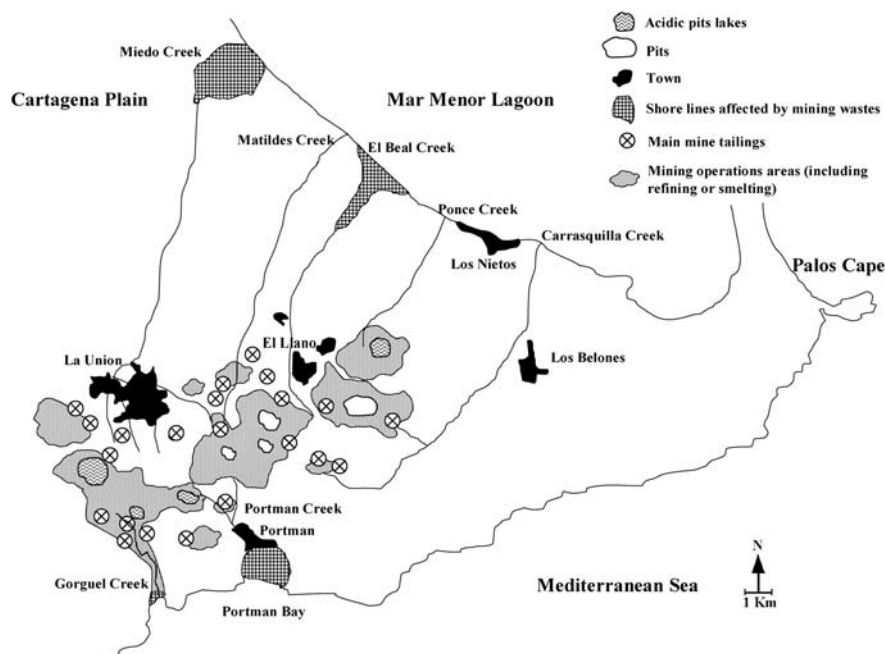 Acidic pits lakes
Miedo Creek
Pits
Town
Cartagena Plain
Mar Menor Lagoon
Shore lines affected by mining wastes
Matildes Creek
El Beal Creek
Main mine tailings
Mining operations areas (including
refining or smelting)
Ponce Creek
Carrasquilla Creek
Los Nietos
Palos Cape
El Llano
La Union
Los Belones
Portman Creek
Portman
Gorguel Creek
Mediterranean Sea
N
1 Km
Portman Bay